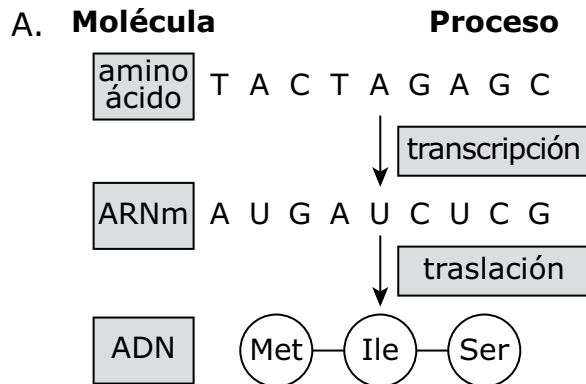 A. Molécula Proceso
amino
ácido
T A C T A G A G C
transcripción
ARNm
A U G A U C U C G
traslación
ADN
Met Ile Ser